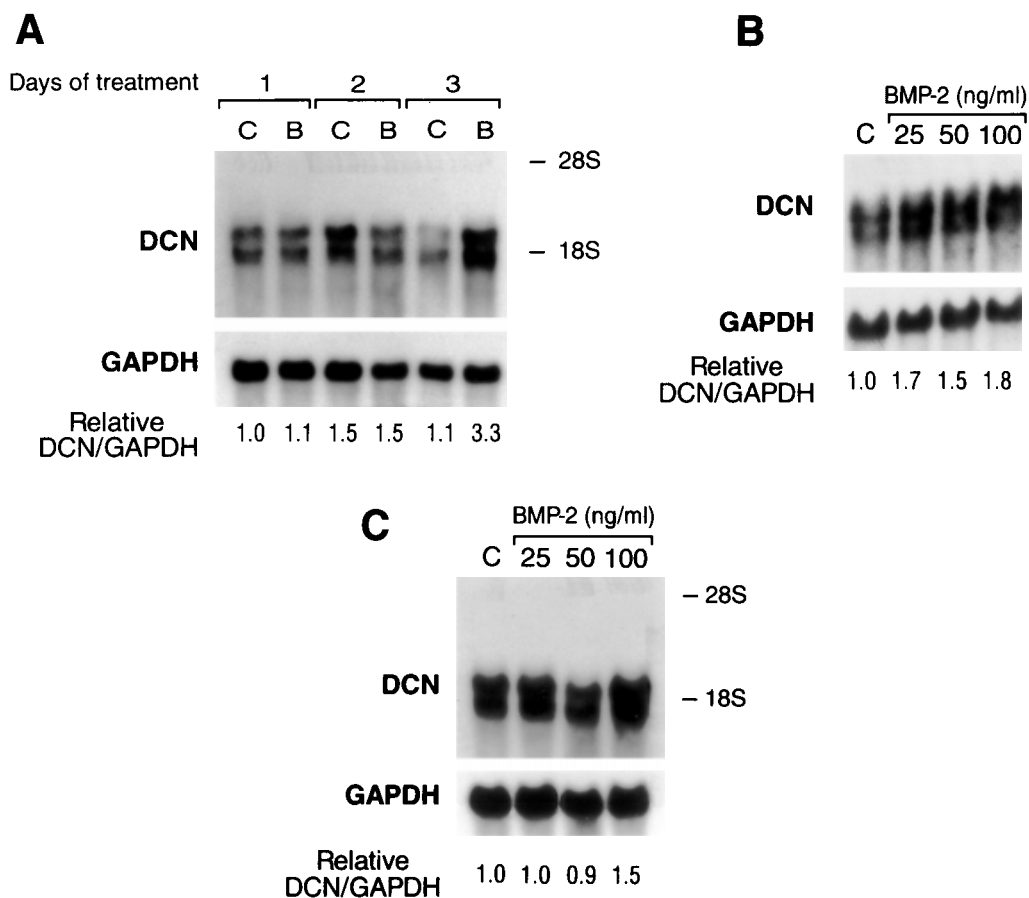 A
Days of treatment 1 2 3
C B C B C B
DCN
– 28S
– 18S
GAPDH
Relative
DCN/GAPDH
1.0 1.1 1.5 1.5 1.1 3.3
B
BMP-2 (ng/ml)
C 25 50 100
DCN
GAPDH
Relative
DCN/GAPDH
1.0 1.7 1.5 1.8
C
BMP-2 (ng/ml)
C 25 50 100
– 28S
DCN
– 18S
GAPDH
Relative
DCN/GAPDH
1.0 1.0 0.9 1.5